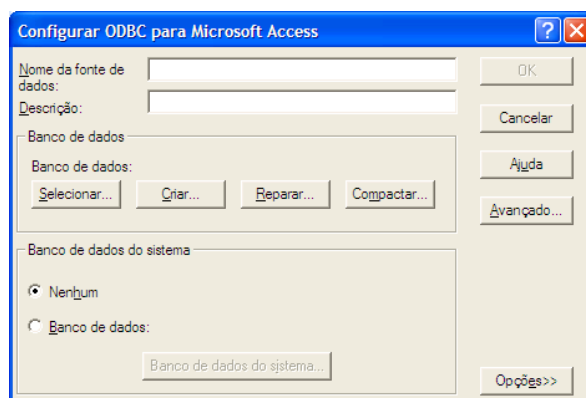 Configurar ODBC para Microsoft Access
Nome da fonte de
dados:
OK
Descrição:
Cancelar
Banco de dados
Banco de dados:
Ajuda
Selecionar...
Criar...
Reparar...
Compactar...
Avançado...
Banco de dados do sistema
Nenhum
Banco de dados:
Banco de dados do sistema...
Opções>>